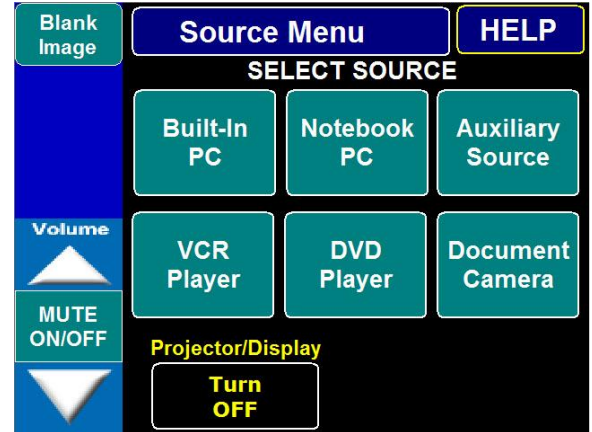 Blank
Image
Source Menu
HELP
SELECT SOURCE
Built-In
PC
Notebook
PC
Auxiliary
Source
Volume
VCR
Player
DVD
Player
Document
Camera
MUTE
ON/OFF
Projector/Display
Turn
OFF